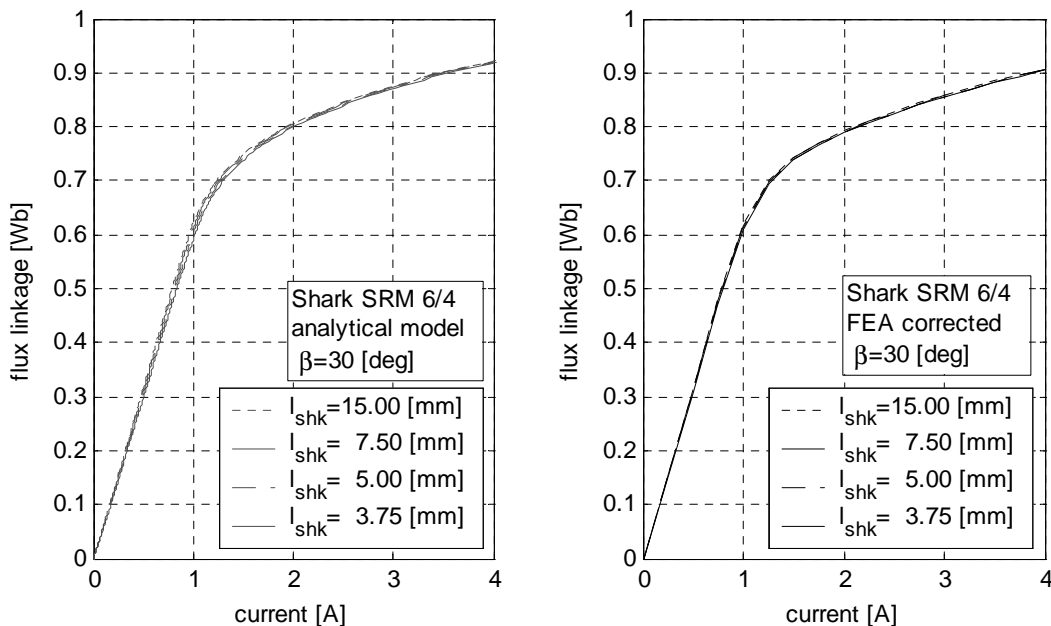 1
0.9
0.8
0.7
0.6
0.5
0.4
0.3
0.2
0.1
0
flux linkage [Wb]
0 1 2 3 4
current [A]
Shark SRM 6/4
analytical model
β=30 [deg]
l_shk=15.00 [mm]
l_shk= 7.50 [mm]
l_shk= 5.00 [mm]
l_shk= 3.75 [mm]
1
0.9
0.8
0.7
0.6
0.5
0.4
0.3
0.2
0.1
0
flux linkage [Wb]
0 1 2 3 4
current [A]
Shark SRM 6/4
FEA corrected
β=30 [deg]
l_shk=15.00 [mm]
l_shk= 7.50 [mm]
l_shk= 5.00 [mm]
l_shk= 3.75 [mm]